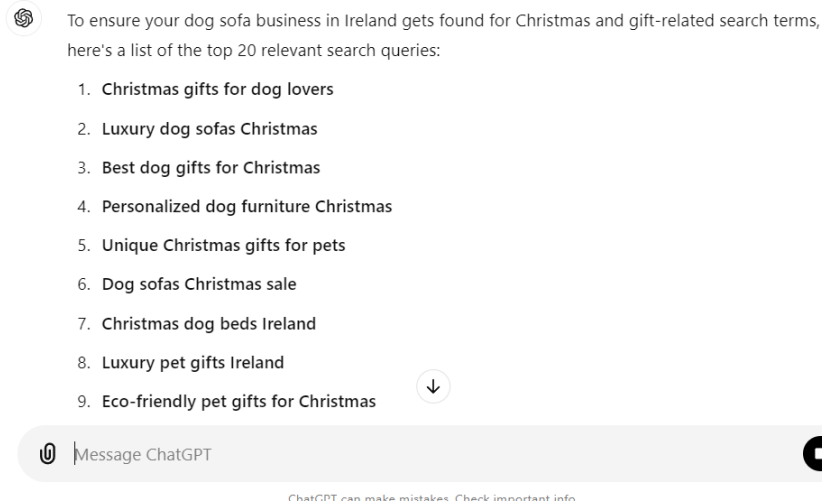 To ensure your dog sofa business in Ireland gets found for Christmas and gift-related search terms,
here's a list of the top 20 relevant search queries:
1. Christmas gifts for dog lovers
2. Luxury dog sofas Christmas
3. Best dog gifts for Christmas
4. Personalized dog furniture Christmas
5. Unique Christmas gifts for pets
6. Dog sofas Christmas sale
7. Christmas dog beds Ireland
8. Luxury pet gifts Ireland
9. Eco-friendly pet gifts for Christmas
Message ChatGPT
ChatGPT can make mistakes. Check important info.